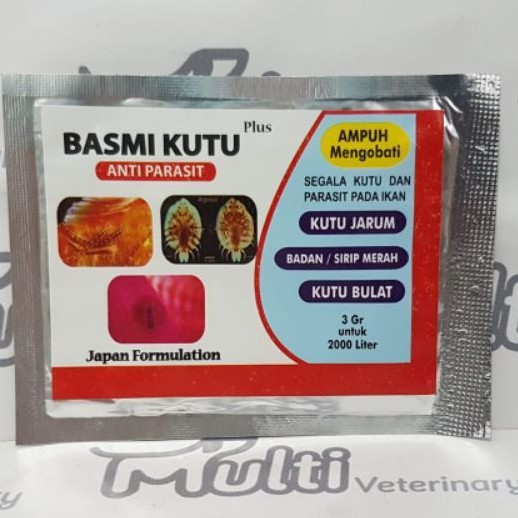 BASMI KUTU Plus
ANTI PARASIT
Argulus
Japan Formulation
AMPUH
Mengobati
SEGALA KUTU DAN
PARASIT PADA IKAN
KUTU JARUM
BADAN / SIRIP MERAH
KUTU BULAT
3 Gr
untuk
2000 Liter
Multi
Veterinary